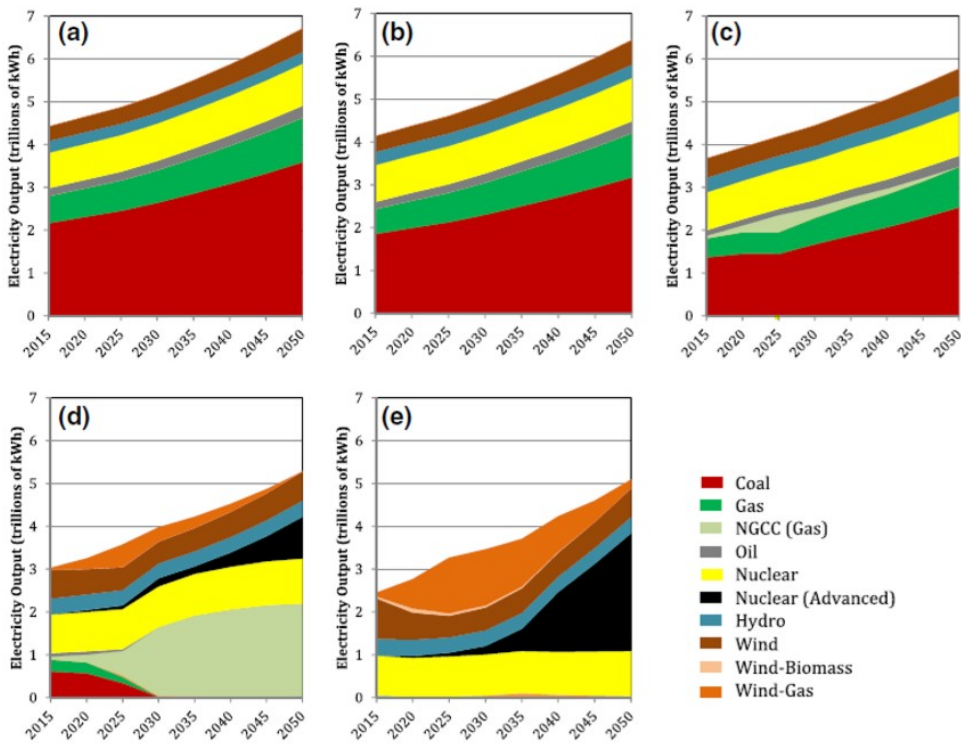 (a)
Electricity Output (trillions of kWh)
7
6
5
4
3
2
1
0
2015 2020 2025 2030 2035 2040 2045 2050
(b)
Electricity Output (trillions of kWh)
7
6
5
4
3
2
1
0
2015 2020 2025 2030 2035 2040 2045 2050
(c)
Electricity Output (trillions of kWh)
7
6
5
4
3
2
1
0
2015 2020 2025 2030 2035 2040 2045 2050
(d)
Electricity Output (trillions of kWh)
7
6
5
4
3
2
1
0
2015 2020 2025 2030 2035 2040 2045 2050
(e)
Electricity Output (trillions of kWh)
7
6
5
4
3
2
1
0
2015 2020 2025 2030 2035 2040 2045 2050
Coal
Gas
NGCC (Gas)
Oil
Nuclear
Nuclear (Advanced)
Hydro
Wind
Wind-Biomass
Wind-Gas